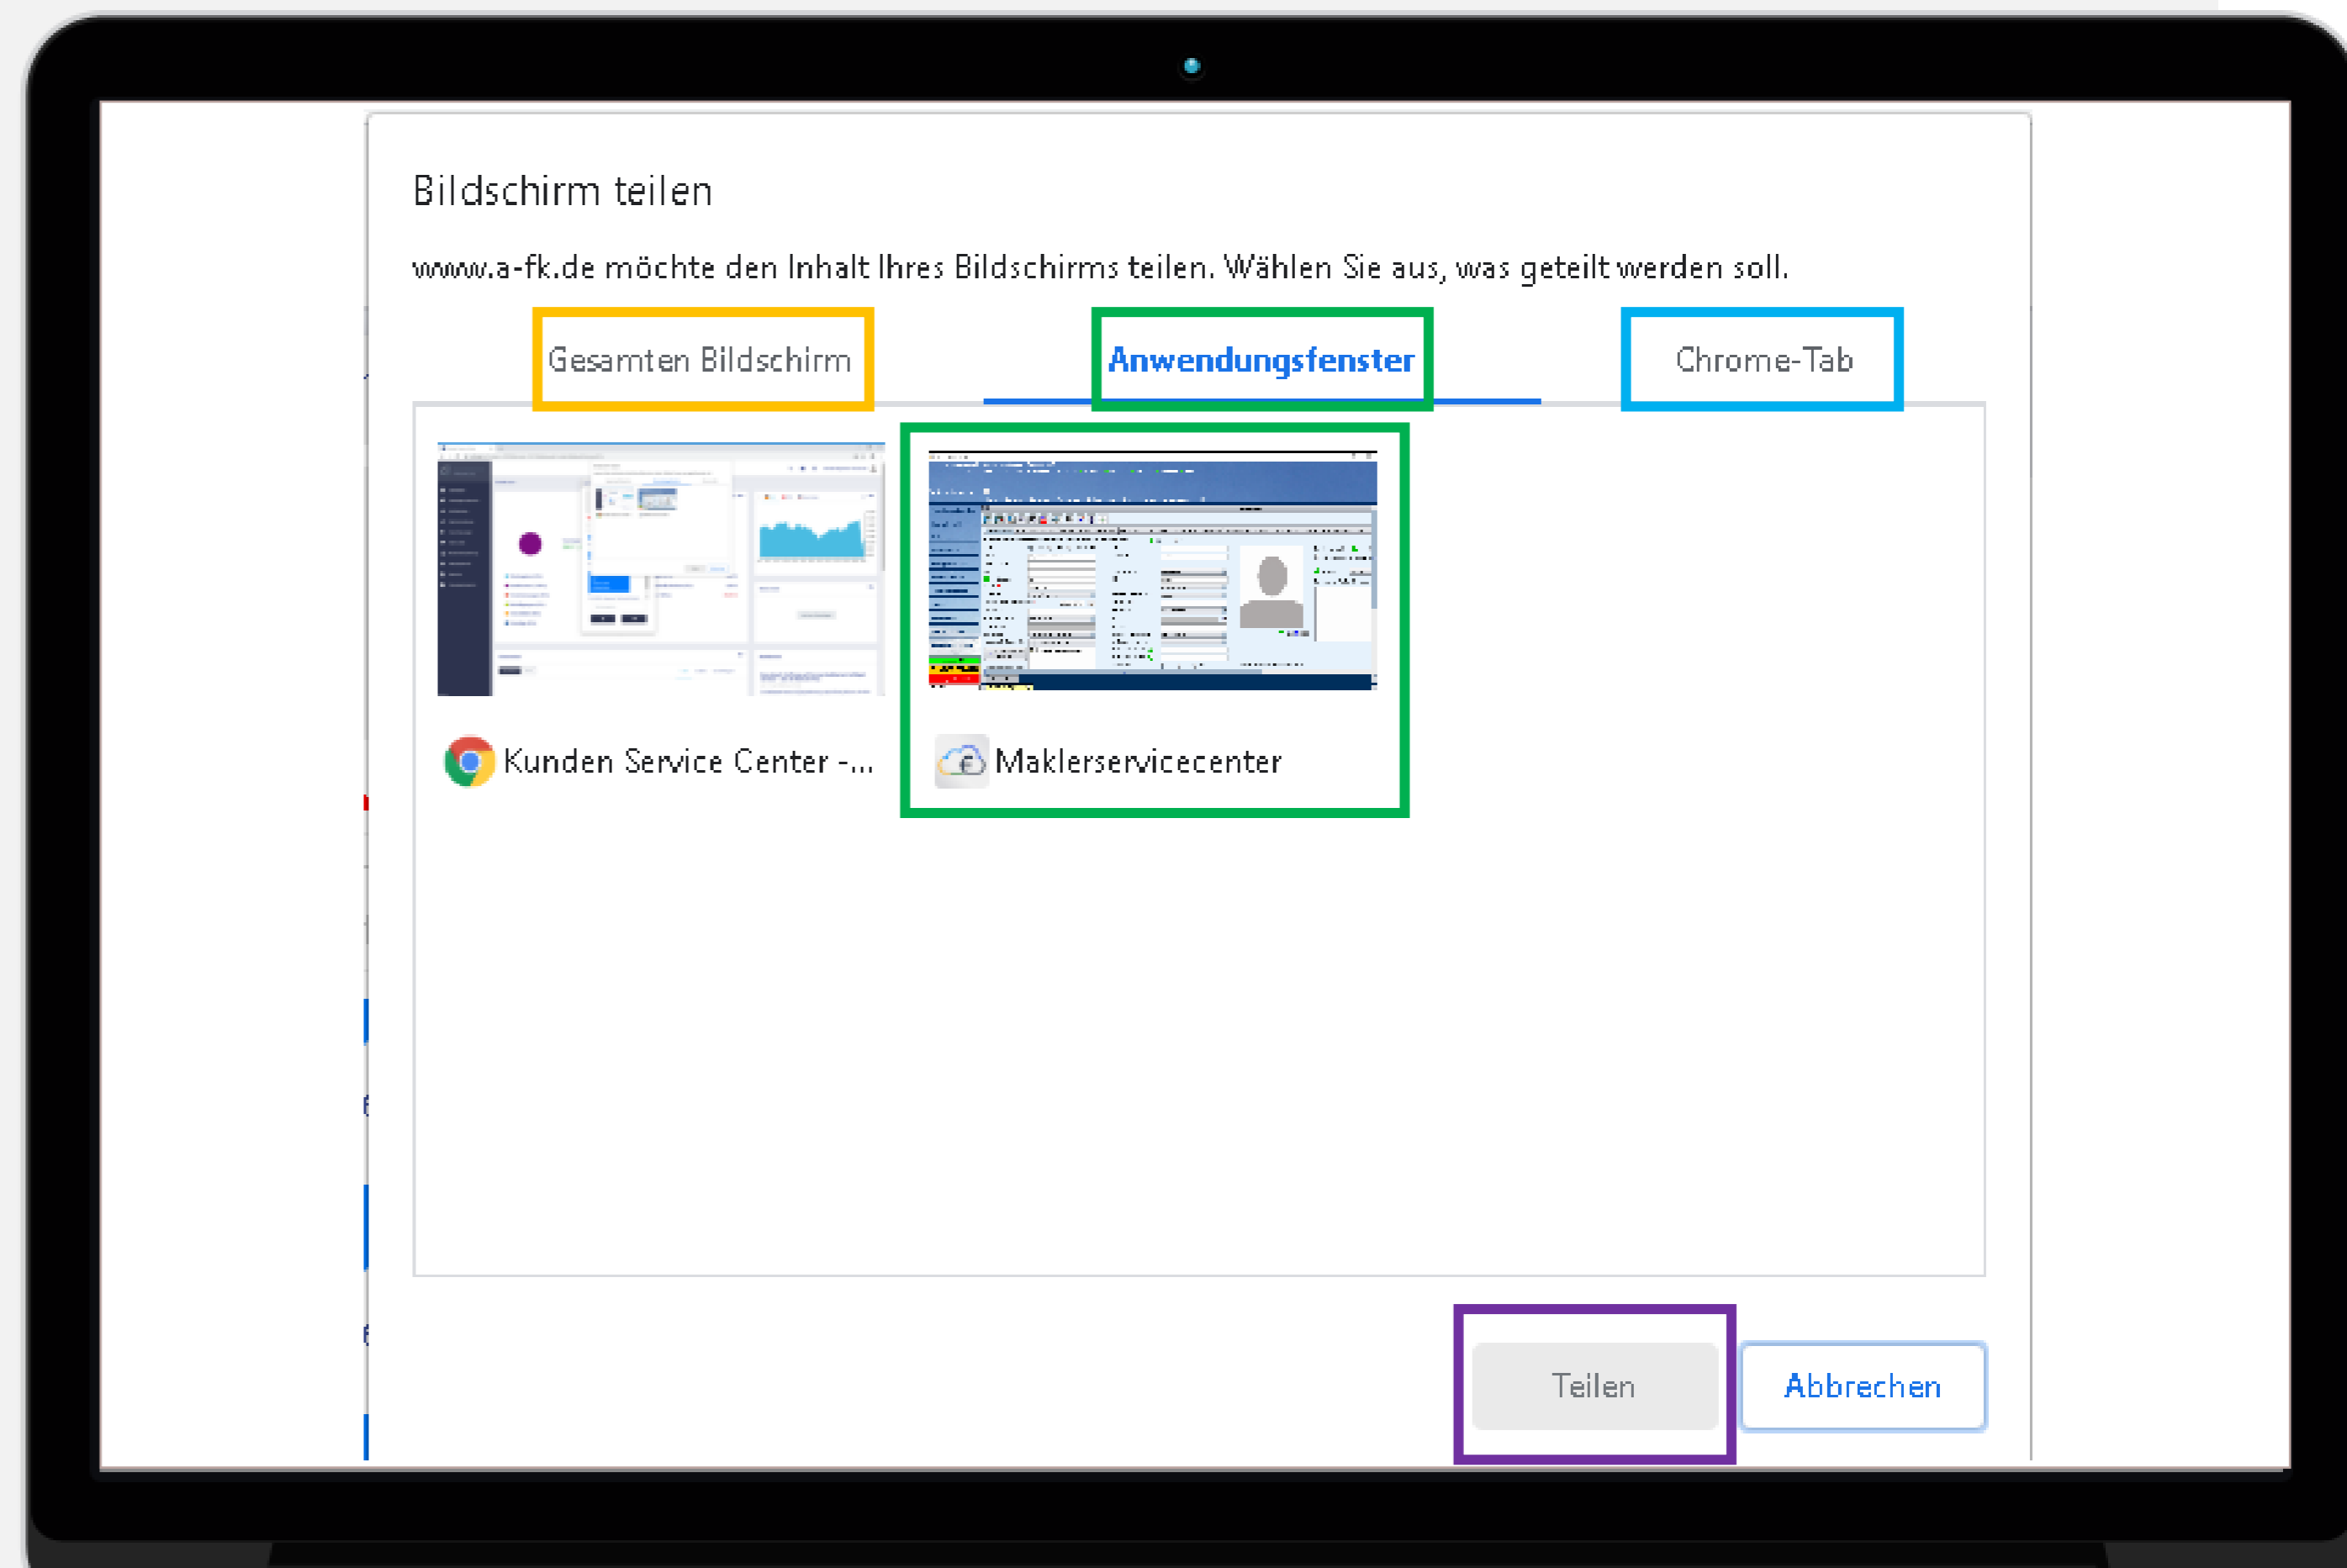 Bildschirm teilen
www.a-fk.de möchte den Inhalt Ihres Bildschirms teilen. Wählen Sie aus, was geteilt werden soll.
Gesamten Bildschirm Anwendungsfenster Chrome-Tab
Kunden Service Center -... Maklerservicecenter
Teilen Abbrechen